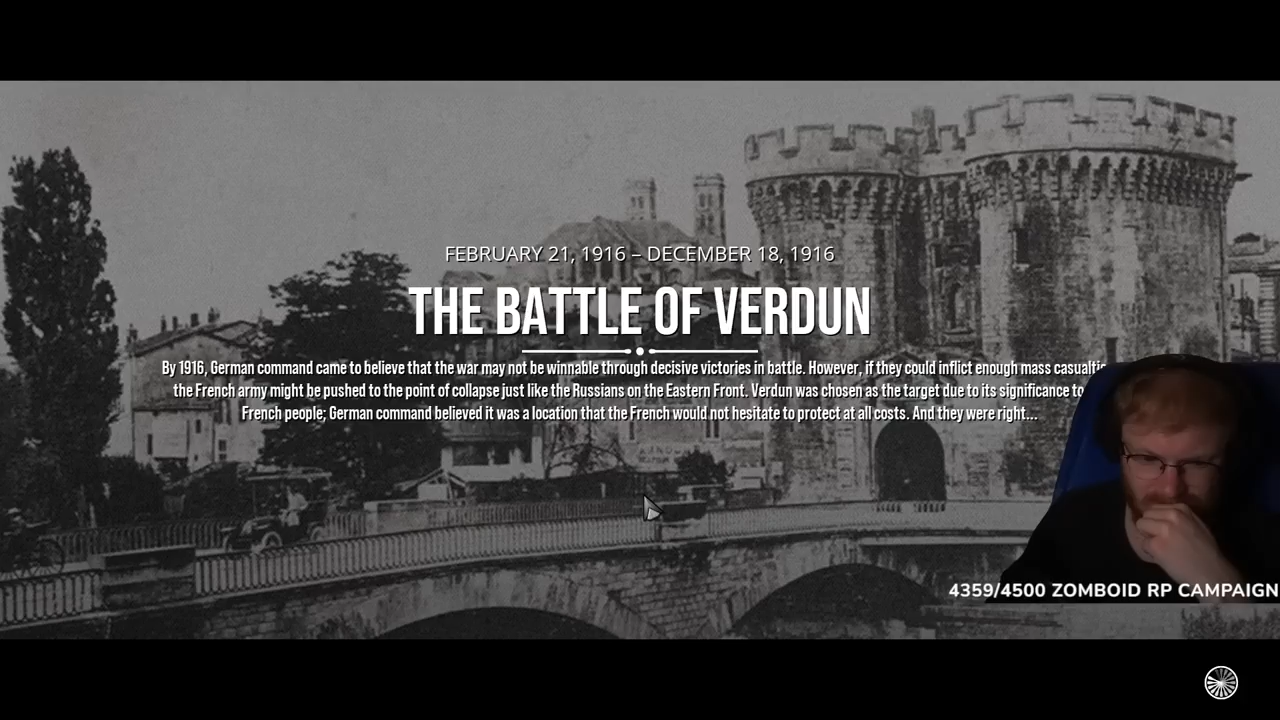 FEBRUARY 21, 1916 – DECEMBER 18, 1916
THE BATTLE OF VERDUN
By 1916, German command came to believe that the war may not be winnable through decisive victories in battle. However, if they could inflict enough mass
the French army might be pushed to the point of collapse just like the Russians on the Eastern Front. Verdun was chosen as the target due to its significance to
French people; German command believed it was a location that the French would not hesitate to protect at all costs. And they were right...
4359/4500 ZOMBOID RP CAMPAIGN